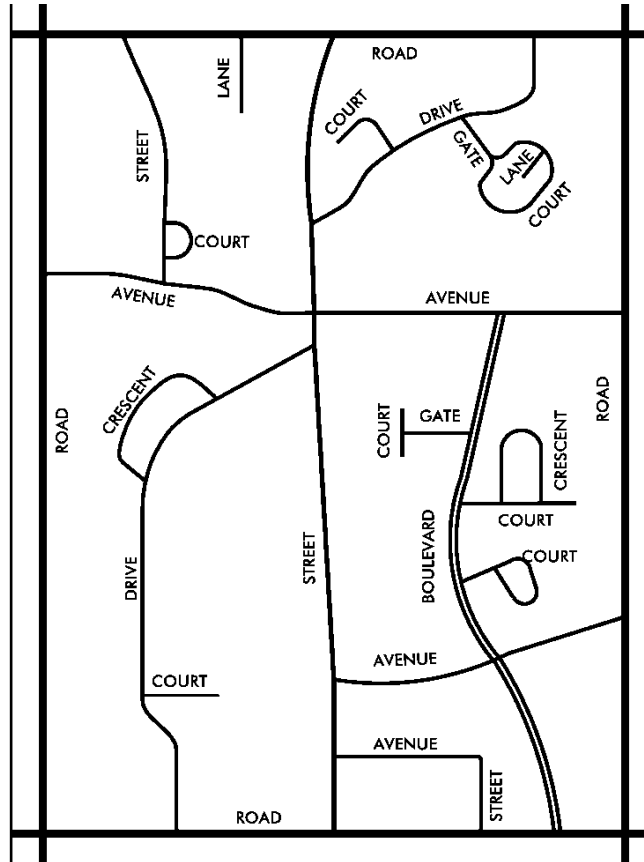 ROAD
LANE
COURT
DRIVE
STREET
GATE
LANE
COURT
COURT
AVENUE
AVENUE
CRESCENT
ROAD
COURT
GATE
CRESCENT
ROAD
COURT
BOULEVARD
STREET
COURT
DRIVE
AVENUE
COURT
AVENUE
STREET
ROAD